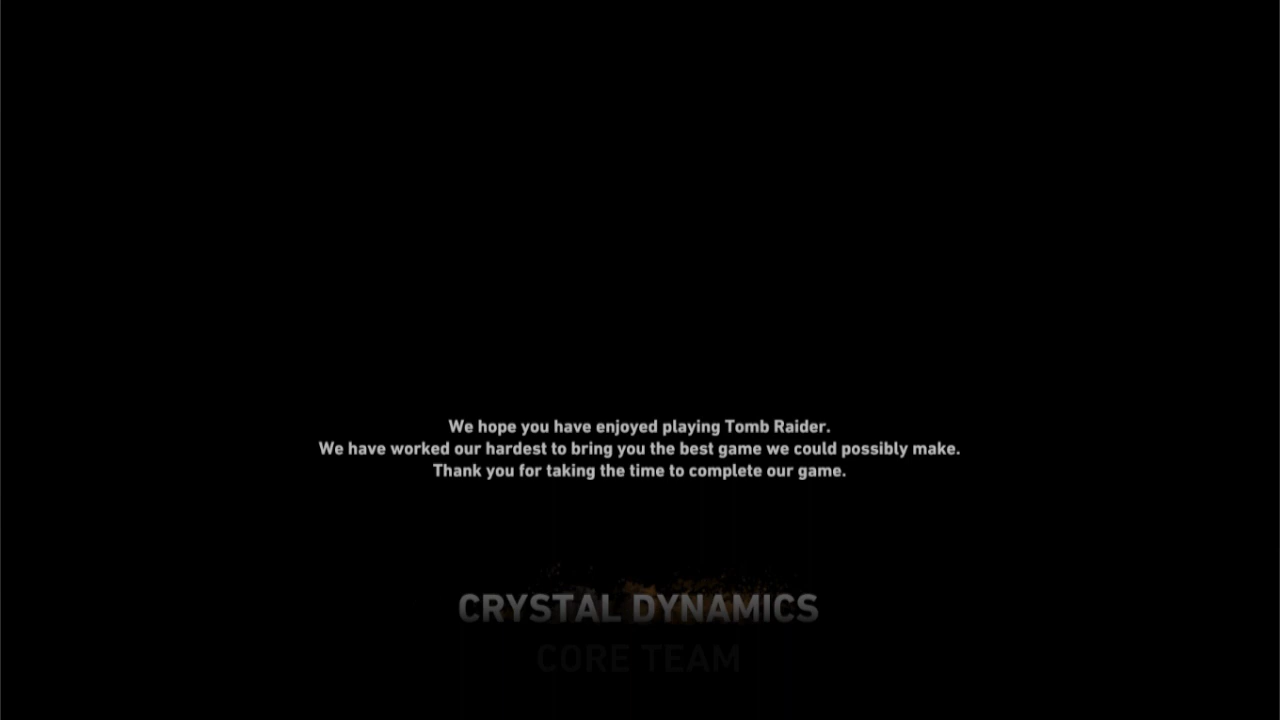 We hope you have enjoyed playing Tomb Raider.
We have worked our hardest to bring you the best game we could possibly make.
Thank you for taking the time to complete our game.
CRYSTAL DYNAMICS
CORE TEAM